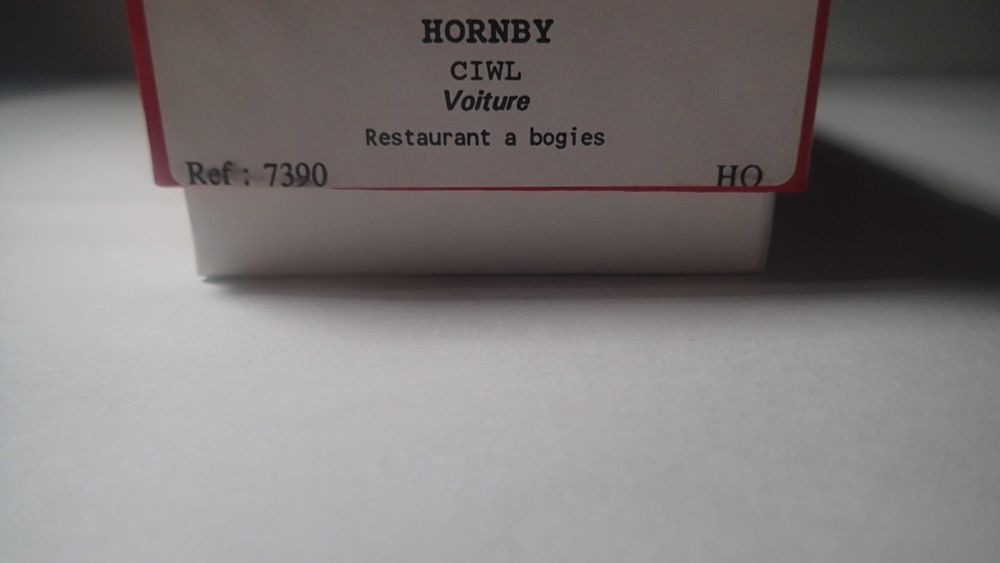 HORNBY
CIWL
Voiture
Restaurant a bogies
Ref : 7390 HO